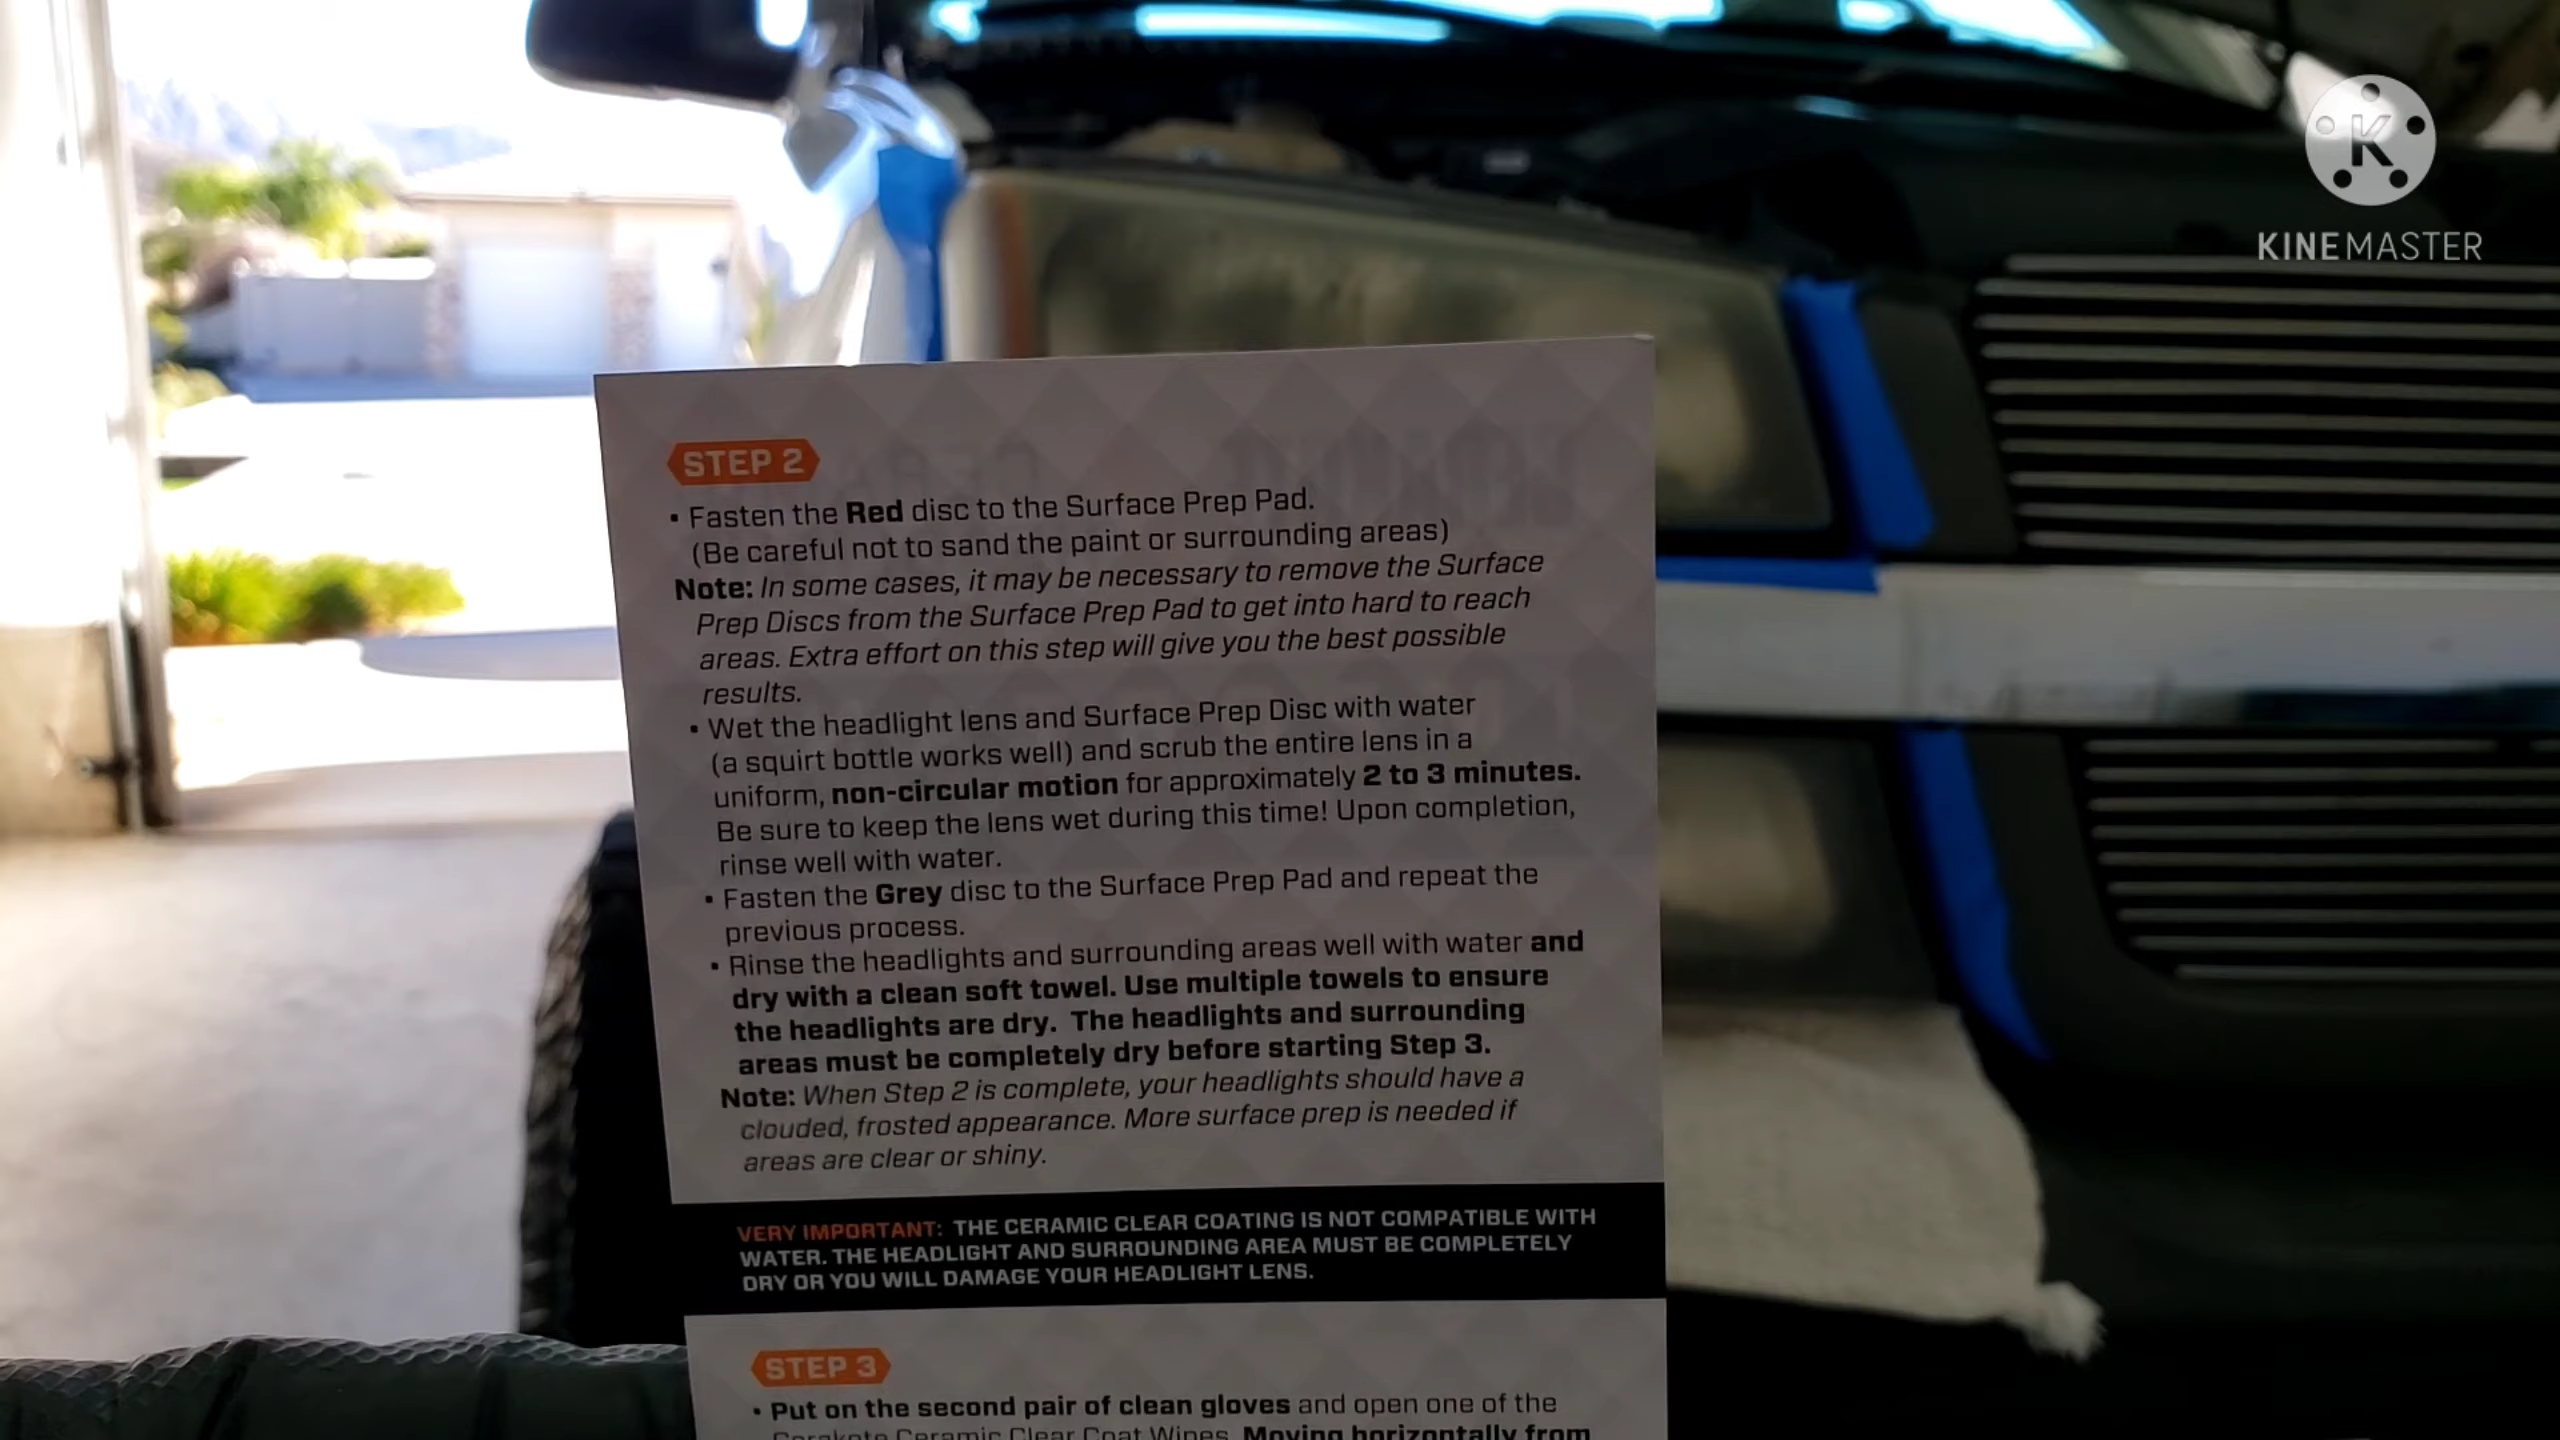 K
KINEMASTER
STEP 2
• Fasten the Red disc to the Surface Prep Pad.
(Be careful not to sand the paint or surrounding areas)
Note: In some cases, it may be necessary to remove the Surface
Prep Discs from the Surface Prep Pad to get into hard to reach
areas. Extra effort on this step will give you the best possible
results.
• Wet the headlight lens and Surface Prep Disc with water
(a squirt bottle works well) and scrub the entire lens in a
uniform, non-circular motion for approximately 2 to 3 minutes.
Be sure to keep the lens wet during this time! Upon completion,
rinse well with water.
• Fasten the Grey disc to the Surface Prep Pad and repeat the
previous process.
• Rinse the headlights and surrounding areas well with water and
dry with a clean soft towel. Use multiple towels to ensure
the headlights are dry. The headlights and surrounding
areas must be completely dry before starting Step 3.
Note: When Step 2 is complete, your headlights should have a
clouded, frosted appearance. More surface prep is needed if
areas are clear or shiny.
VERY IMPORTANT: THE CERAMIC CLEAR COATING IS NOT COMPATIBLE WITH
WATER. THE HEADLIGHT AND SURROUNDING AREA MUST BE COMPLETELY
DRY OR YOU WILL DAMAGE YOUR HEADLIGHT LENS.
STEP 3
• Put on the second pair of clean gloves and open one of the
Cerakote Ceramic Clear Coat Wipes. Moving horizontally from